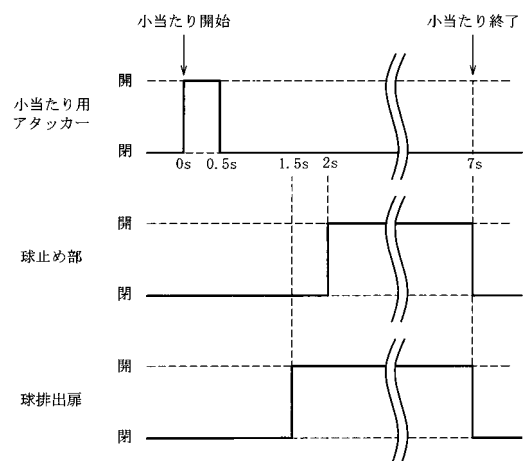 小当たり開始
小当たり終了
開
小当たり用
アタッカー
閉
0s
0.5s
1.5s
2s
7s
開
球止め部
閉
開
球排出扉
閉